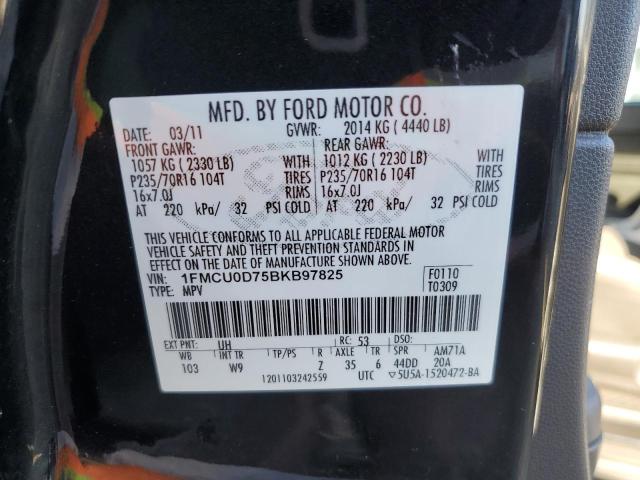 MFD. BY FORD MOTOR CO.
DATE: 03/11 GVWR: 2014 KG (4440 LB)
FRONT GAWR: REAR GAWR:
1057 KG (2330 LB) WITH 1012 KG (2230 LB) WITH
P235/70R16 104T TIRES P235/70R16 104T TIRES
16x7.0J RIMS 16x7.0J RIMS
AT 220 kPa/ 32 PSI COLD AT 220 kPa/ 32 PSI COLD
THIS VEHICLE CONFORMS TO ALL APPLICABLE FEDERAL MOTOR
VEHICLE SAFETY AND THEFT PREVENTION STANDARDS IN
EFFECT ON THE DATE OF MANUFACTURE SHOWN ABOVE.
VIN: 1FMCU0D75BKB97825 F0110
TYPE: MPV T0309
EXT PNT: UH RC: 53 DSO:
WB INT TR TP/PS R AXLE TR SPR AM71A
103 W9 Z 35 6 44DD 20A
1201103242559 UTC ▽5U5A-1520472-BA